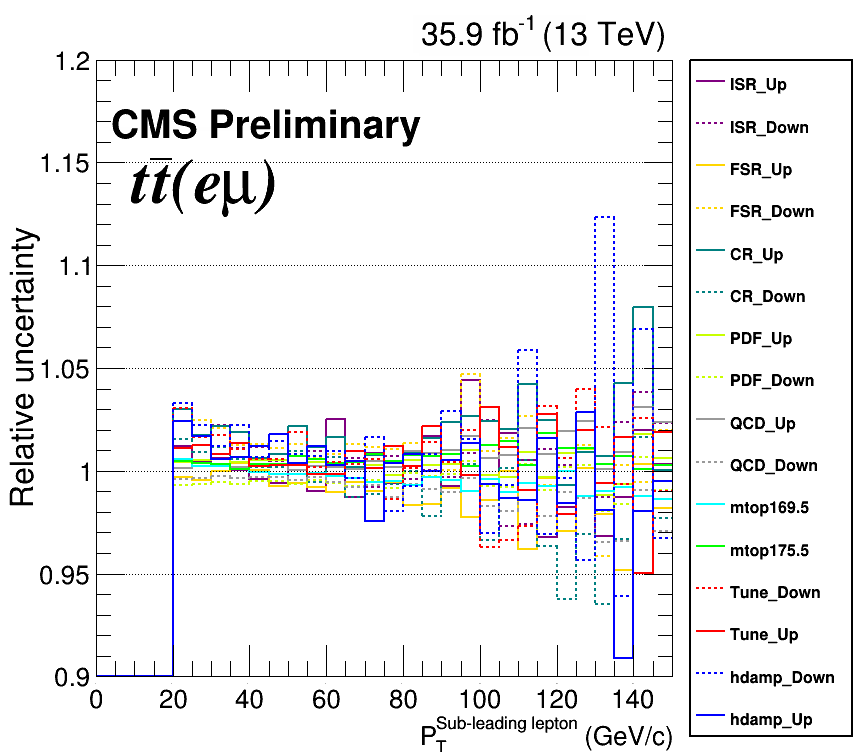 35.9 fb⁻¹ (13 TeV)
CMS Preliminary
tt̅(eμ)
Relative uncertainty
1.2
1.15
1.1
1.05
1
0.95
0.9
0 20 40 60 80 100 120 140
P_T^Sub-leading lepton (GeV/c)
ISR_Up
ISR_Down
FSR_Up
FSR_Down
CR_Up
CR_Down
PDF_Up
PDF_Down
QCD_Up
QCD_Down
mtop169.5
mtop175.5
Tune_Down
Tune_Up
hdamp_Down
hdamp_Up